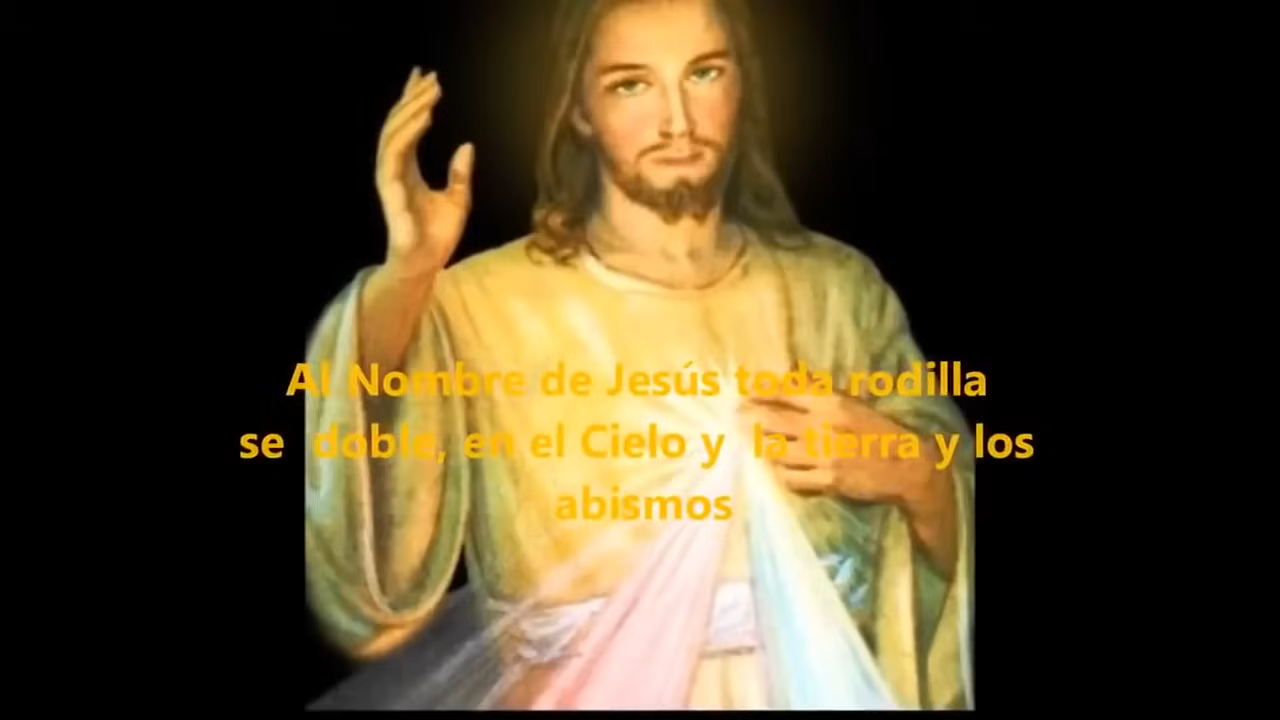 Al Nombre de Jesús toda rodilla
se doble, en el Cielo y la tierra y los
abismos